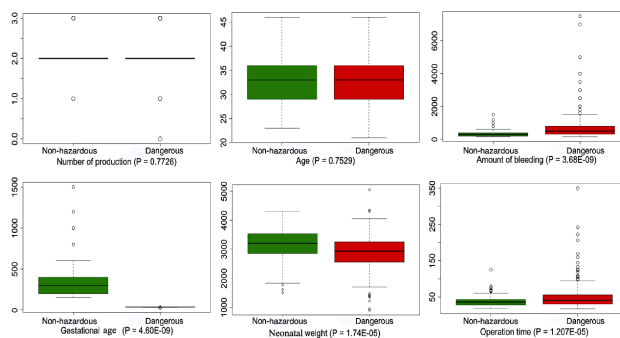 3.0
2.0
1.0
0.0
Non-hazardous Dangerous
Number of production (P = 0.7726)
45
40
35
30
25
20
Non-hazardous Dangerous
Age (P = 0.7529)
6000
4000
2000
0
Non-hazardous Dangerous
Amount of bleeding (P = 3.68E-09)
1500
1000
500
0
Non-hazardous Dangerous
Gestational age (P = 4.60E-09)
5000
4000
3000
2000
1000
Non-hazardous Dangerous
Neonatal weight (P = 1.74E-05)
350
250
150
50
Non-hazardous Dangerous
Operation time (P = 1.207E-05)